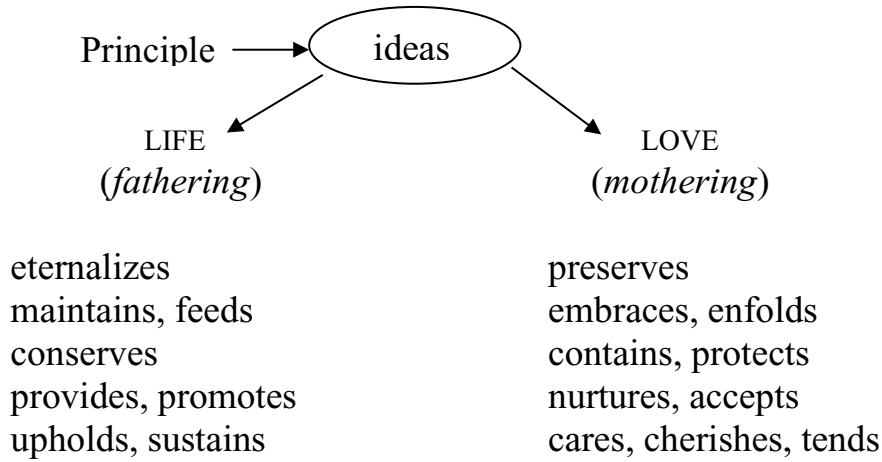 Principle ideas
LIFE LOVE
(fathering) (mothering)
eternalizes preserves
maintains, feeds embraces, enfolds
conserves contains, protects
provides, promotes nurtures, accepts
upholds, sustains cares, cherishes, tends